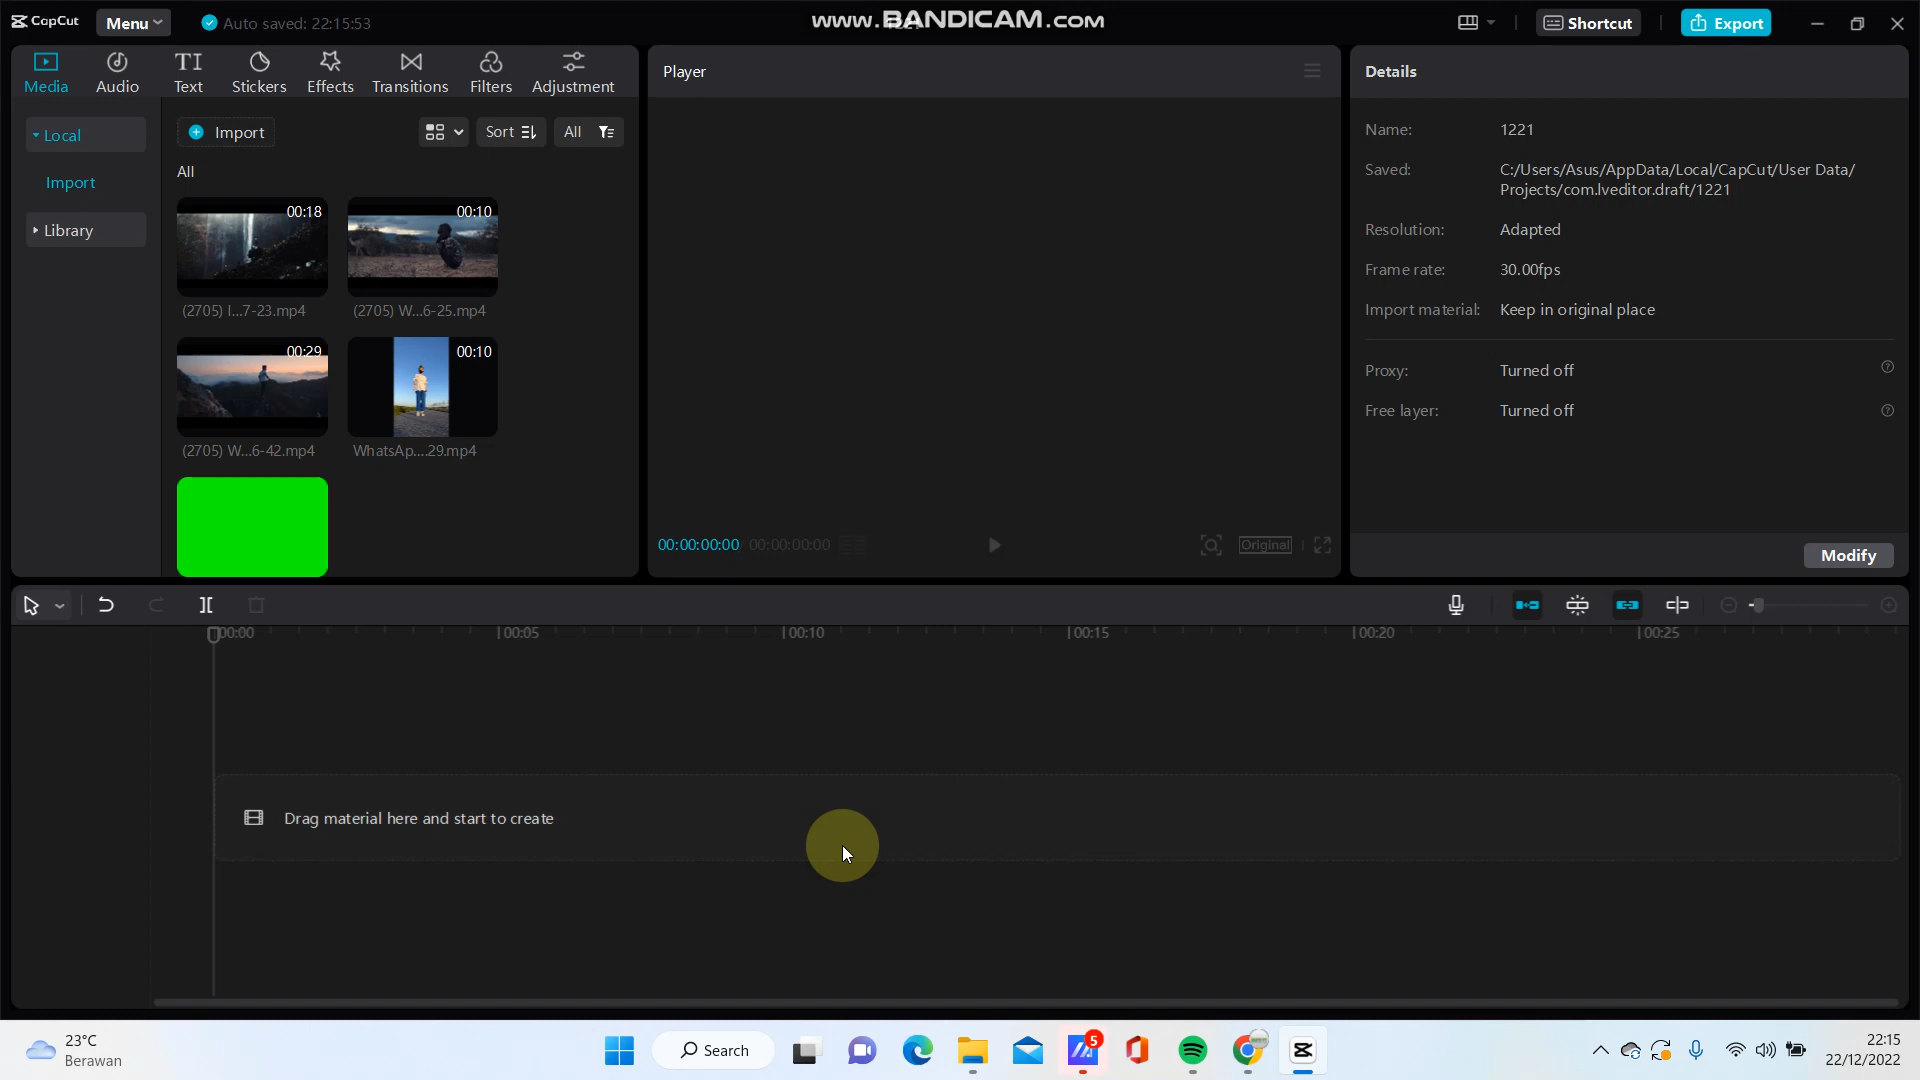 CapCut
Menu
Auto saved: 22:15:53
www.BANDICAM.com
Shortcut
Export
Media
Audio
TI
Text
Stickers
Effects
Transitions
Filters
Adjustment
Local
Import
Library
Import
Sort
All
All
00:18
(2705) I...7-23.mp4
00:10
(2705) W...6-25.mp4
00:29
(2705) W...6-42.mp4
00:10
WhatsAp....29.mp4
Player
00:00:00:00
00:00:00:00
Original
Details
Name:
1221
Saved:
C:/Users/Asus/AppData/Local/CapCut/User Data/
Projects/com.lveditor.draft/1221
Resolution:
Adapted
Frame rate:
30.00fps
Import material:
Keep in original place
Proxy:
Turned off
Free layer:
Turned off
Modify
00:00
00:05
00:10
00:15
00:20
00:25
Drag material here and start to create
23°C
Berawan
Search
5
22:15
22/12/2022